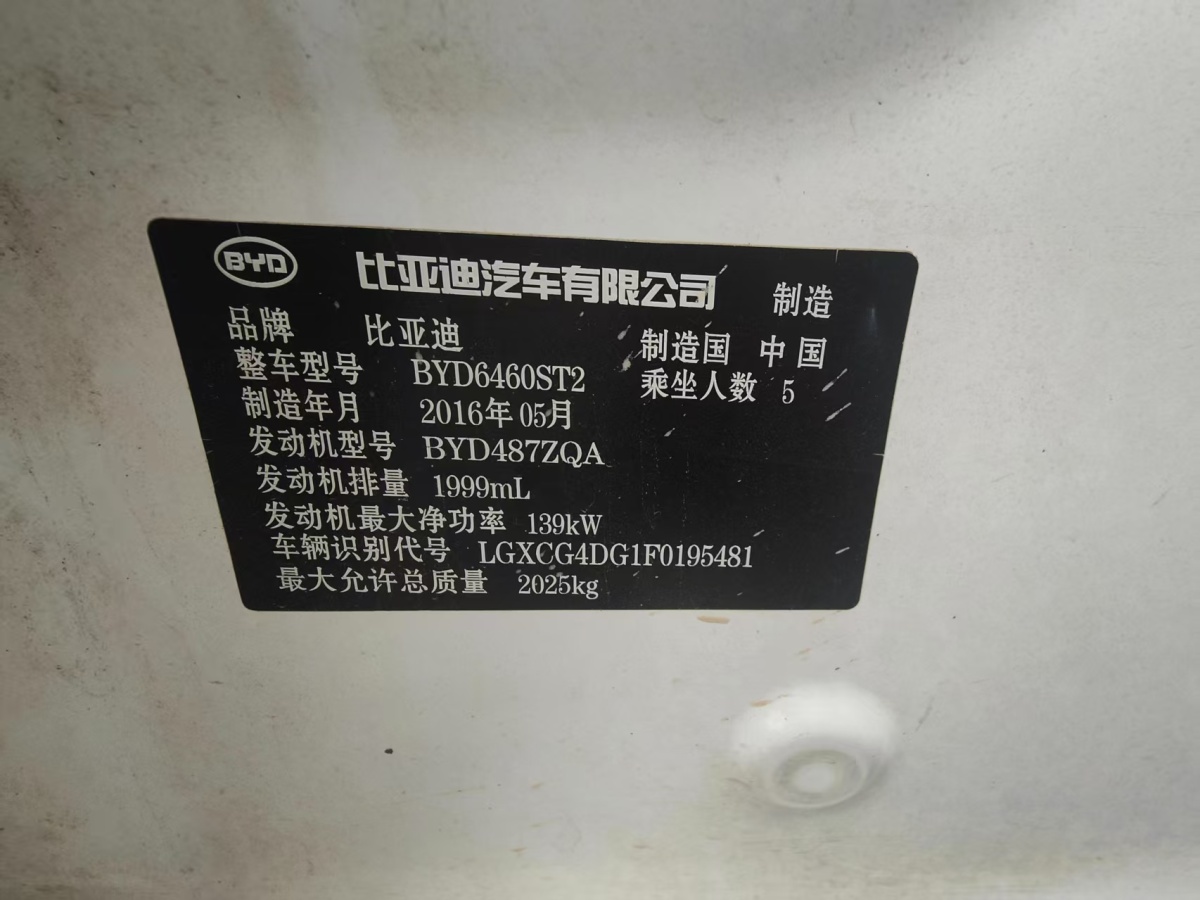 BYD 比亚迪汽车有限公司 制造
品牌 比亚迪 制造国 中国
整车型号 BYD6460ST2 乘坐人数 5
制造年月 2016年05月
发动机型号 BYD487ZQA
发动机排量 1999mL
发动机最大净功率 139kW
车辆识别代号 LGXCG4DG1F0195481
最大允许总质量 2025kg